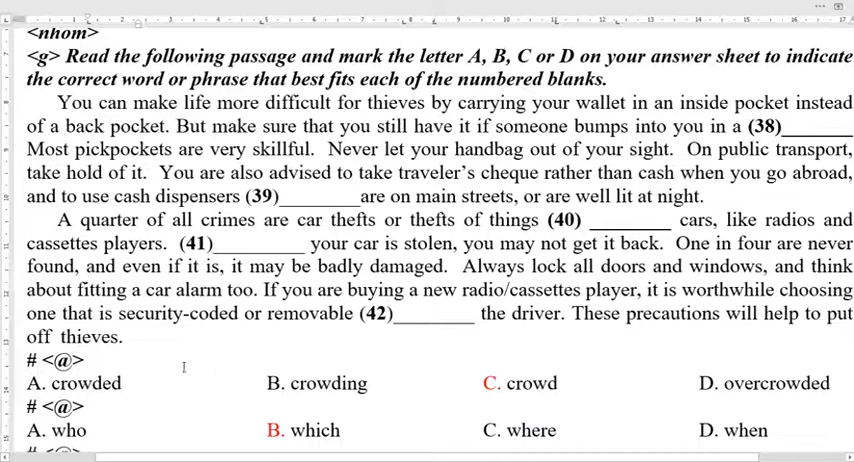 <nhom>
<g> Read the following passage and mark the letter A, B, C or D on your answer sheet to indicate
the correct word or phrase that best fits each of the numbered blanks.
You can make life more difficult for thieves by carrying your wallet in an inside pocket instead
of a back pocket. But make sure that you still have it if someone bumps into you in a (38)_______
Most pickpockets are very skillful. Never let your handbag out of your sight. On public transport,
take hold of it. You are also advised to take traveler's cheque rather than cash when you go abroad,
and to use cash dispensers (39)________are on main streets, or are well lit at night.
A quarter of all crimes are car thefts or thefts of things (40) ________ cars, like radios and
cassettes players. (41)_________ your car is stolen, you may not get it back. One in four are never
found, and even if it is, it may be badly damaged. Always lock all doors and windows, and think
about fitting a car alarm too. If you are buying a new radio/cassettes player, it is worthwhile choosing
one that is security-coded or removable (42)________ the driver. These precautions will help to put
off thieves.
# <@>
A. crowded B. crowding C. crowd D. overcrowded
# <@>
A. who B. which C. where D. when